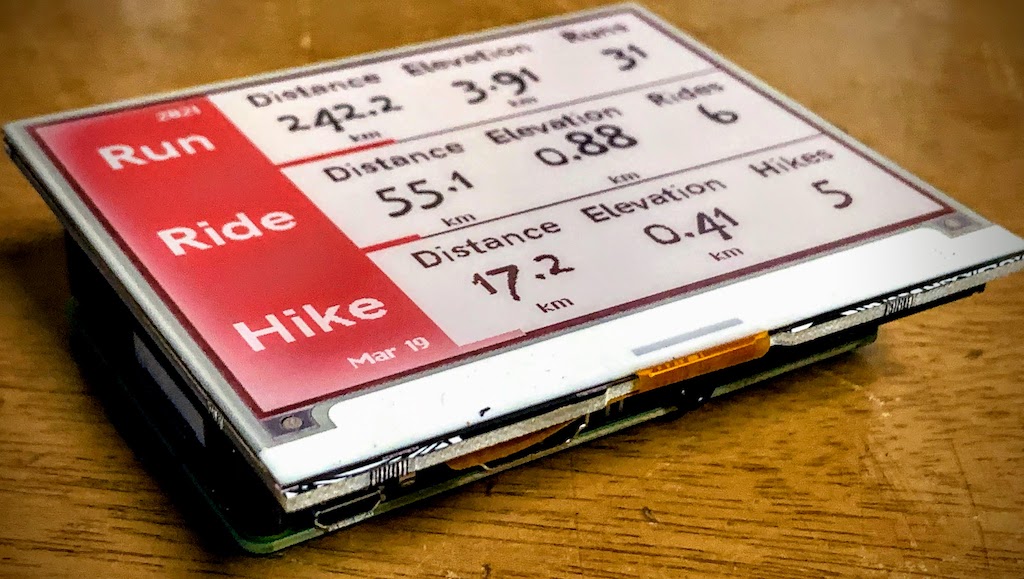 2021
Run
Distance Elevation Runs
242.2 3.91 31
km km
Ride
Distance Elevation Rides
55.1 0.88 6
km km
Hike
Distance Elevation Hikes
17.2 0.41 5
km km
Mar 19